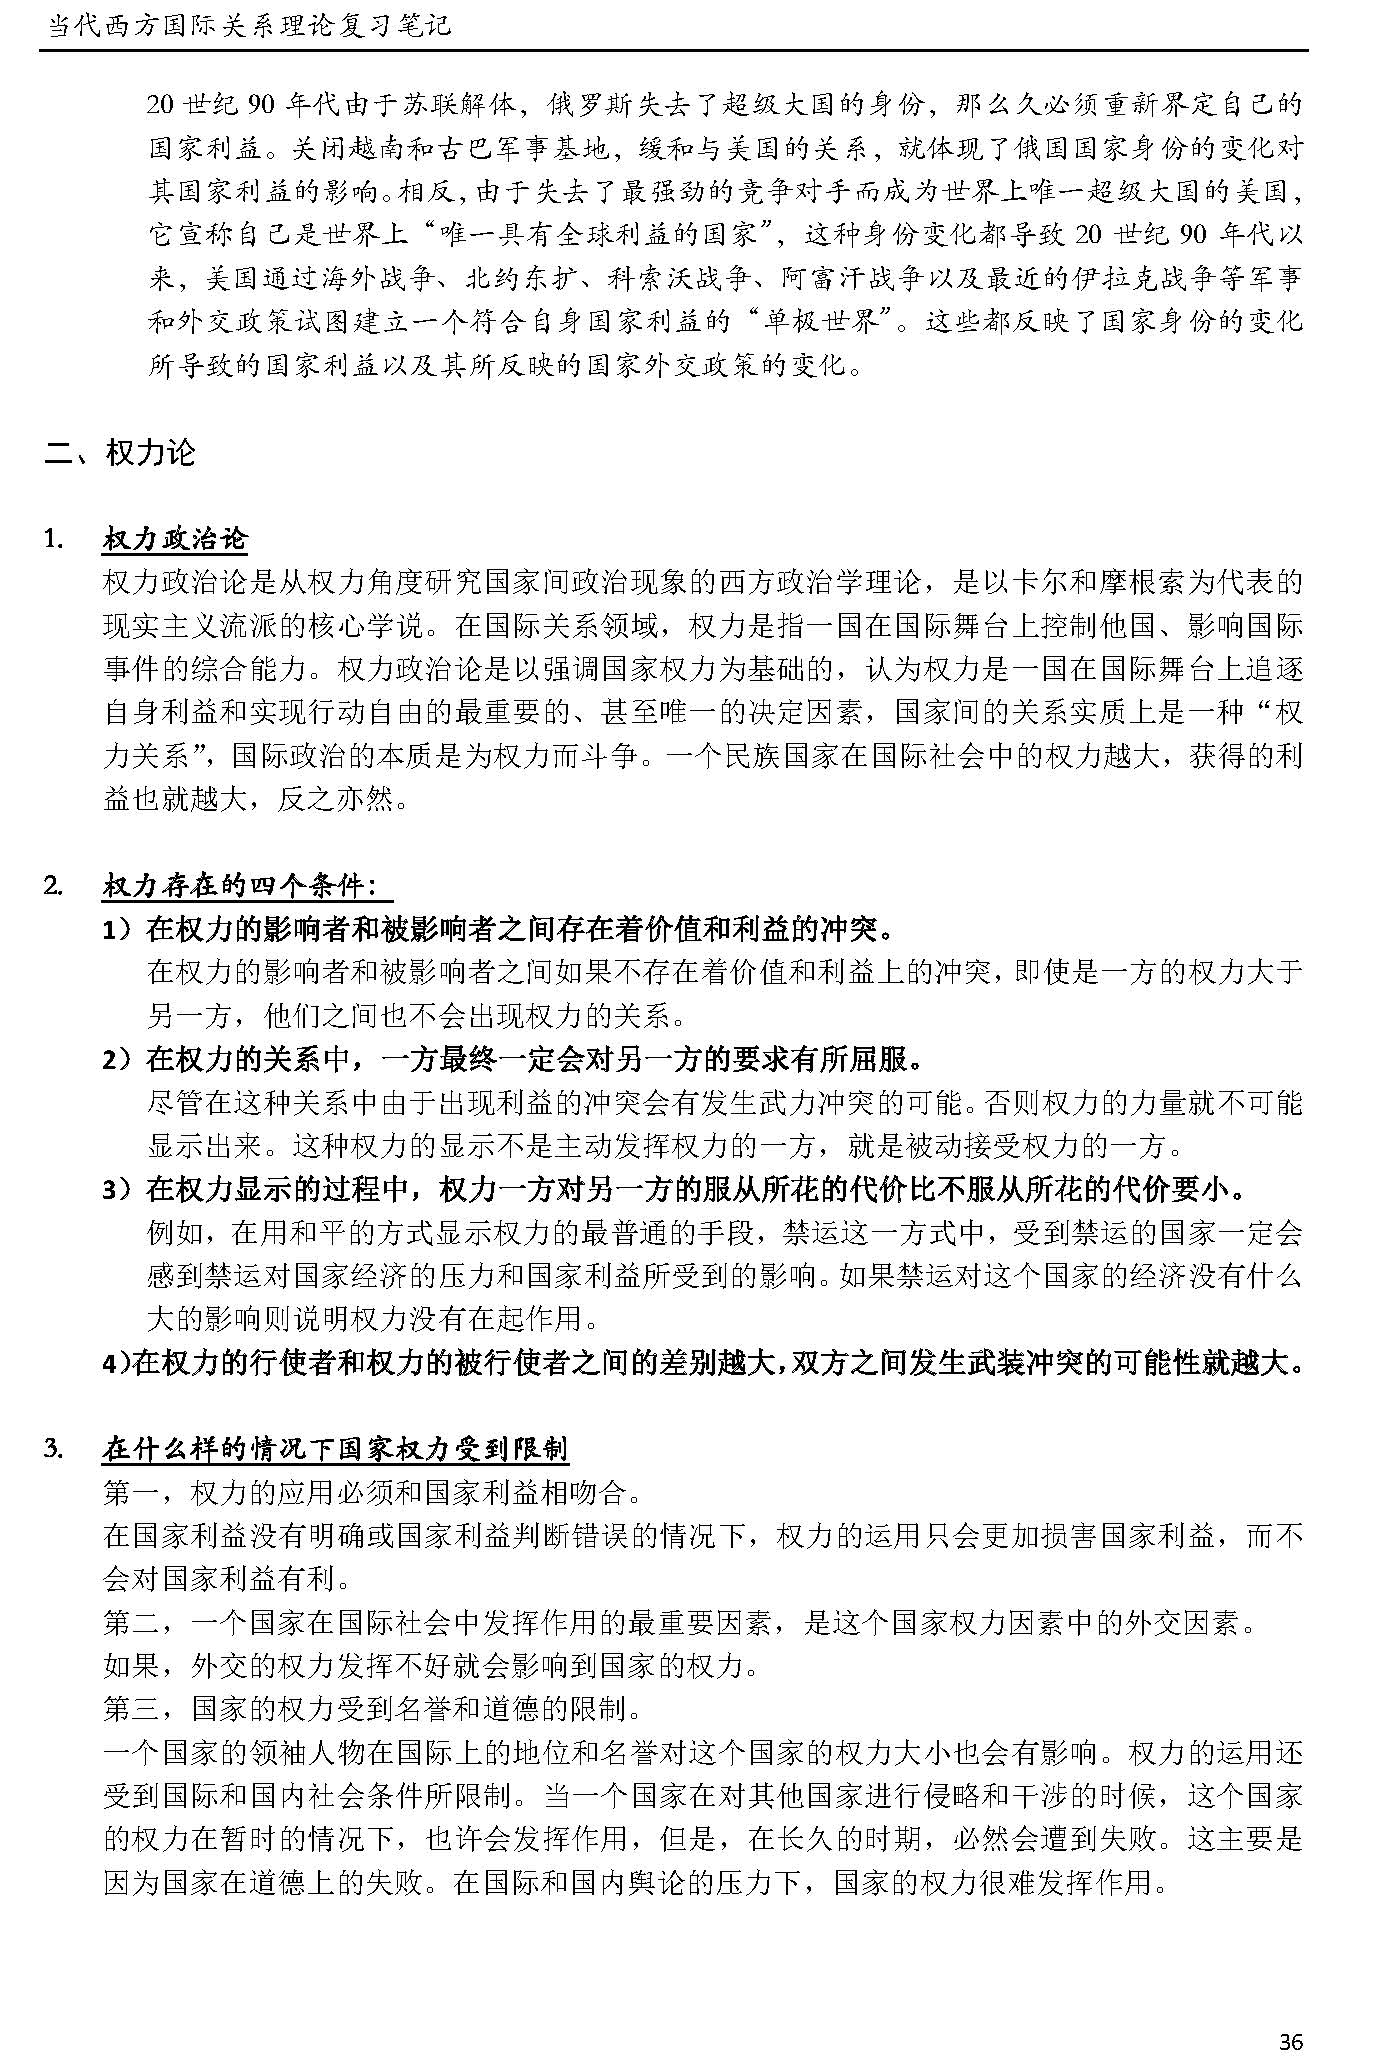 当代西方国际关系理论复习笔记
20 世纪 90 年代由于苏联解体，俄罗斯失去了超级大国的身份，那么久必须重新界定自己的
国家利益。关闭越南和古巴军事基地，缓和与美国的关系，就体现了俄国国家身份的变化对
其国家利益的影响。相反，由于失去了最强劲的竞争对手而成为世界上唯一超级大国的美国，
它宣称自己是世界上“唯一具有全球利益的国家”，这种身份变化都导致 20 世纪 90 年代以
来，美国通过海外战争、北约东扩、科索沃战争、阿富汗战争以及最近的伊拉克战争等军事
和外交政策试图建立一个符合自身国家利益的“单极世界”。这些都反映了国家身份的变化
所导致的国家利益以及其所反映的国家外交政策的变化。
二、权力论
1. 权力政治论
权力政治论是从权力角度研究国家间政治现象的西方政治学理论，是以卡尔和摩根索为代表的
现实主义流派的核心学说。在国际关系领域，权力是指一国在国际舞台上控制他国、影响国际
事件的综合能力。权力政治论是以强调国家权力为基础的，认为权力是一国在国际舞台上追逐
自身利益和实现行动自由的最重要的、甚至唯一的决定因素，国家间的关系实质上是一种“权
力关系”，国际政治的本质是为权力而斗争。一个民族国家在国际社会中的权力越大，获得的利
益也就越大，反之亦然。
2. 权力存在的四个条件：
1）在权力的影响者和被影响者之间存在着价值和利益的冲突。
在权力的影响者和被影响者之间如果不存在着价值和利益上的冲突，即使是一方的权力大于
另一方，他们之间也不会出现权力的关系。
2）在权力的关系中，一方最终一定会对另一方的要求有所屈服。
尽管在这种关系中由于出现利益的冲突会有发生武力冲突的可能。否则权力的力量就不可能
显示出来。这种权力的显示不是主动发挥权力的一方，就是被动接受权力的一方。
3）在权力显示的过程中，权力一方对另一方的服从所花的代价比不服从所花的代价要小。
例如，在用和平的方式显示权力的最普通的手段，禁运这一方式中，受到禁运的国家一定会
感到禁运对国家经济的压力和国家利益所受到的影响。如果禁运对这个国家的经济没有什么
大的影响则说明权力没有在起作用。
4）在权力的行使者和权力的被行使者之间的差别越大，双方之间发生武装冲突的可能性就越大。
3. 在什么样的情况下国家权力受到限制
第一，权力的应用必须和国家利益相吻合。
在国家利益没有明确或国家利益判断错误的情况下，权力的运用只会更加损害国家利益，而不
会对国家利益有利。
第二，一个国家在国际社会中发挥作用的最重要因素，是这个国家权力因素中的外交因素。
如果，外交的权力发挥不好就会影响到国家的权力。
第三，国家的权力受到名誉和道德的限制。
一个国家的领袖人物在国际上的地位和名誉对这个国家的权力大小也会有影响。权力的运用还
受到国际和国内社会条件所限制。当一个国家在对其他国家进行侵略和干涉的时候，这个国家
的权力在暂时的情况下，也许会发挥作用，但是，在长久的时期，必然会遭到失败。这主要是
因为国家在道德上的失败。在国际和国内舆论的压力下，国家的权力很难发挥作用。
36